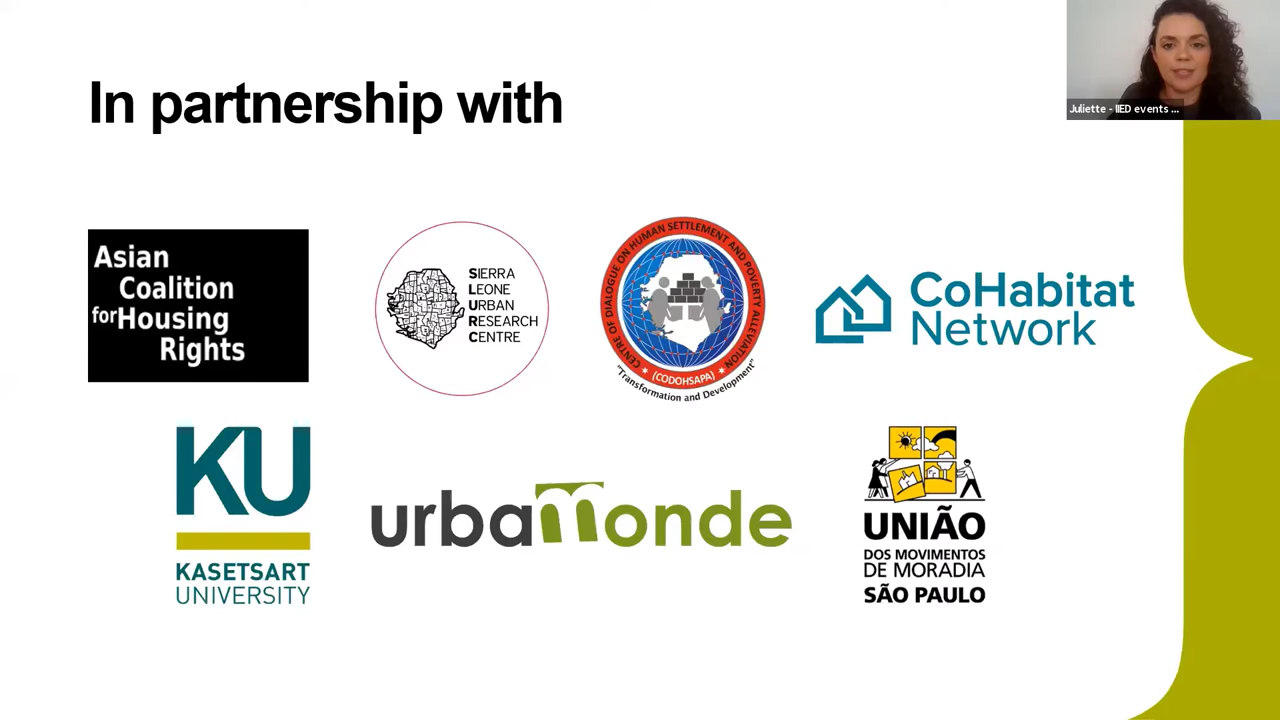 In partnership with
Juliette - IIED events ...
Asian
Coalition
forHousing
Rights
SIERRA
LEONE
URBAN
RESEARCH
CENTRE
CENTRE OF DIALOGUE ON HUMAN SETTLEMENT AND POVERTY ALLEVIATION
(CODOHSAPA)
"Transformation and Development"
CoHabitat
Network
KU
KASETSART
UNIVERSITY
urbamonde
UNIÃO
DOS MOVIMENTOS
DE MORADIA
SÃO PAULO